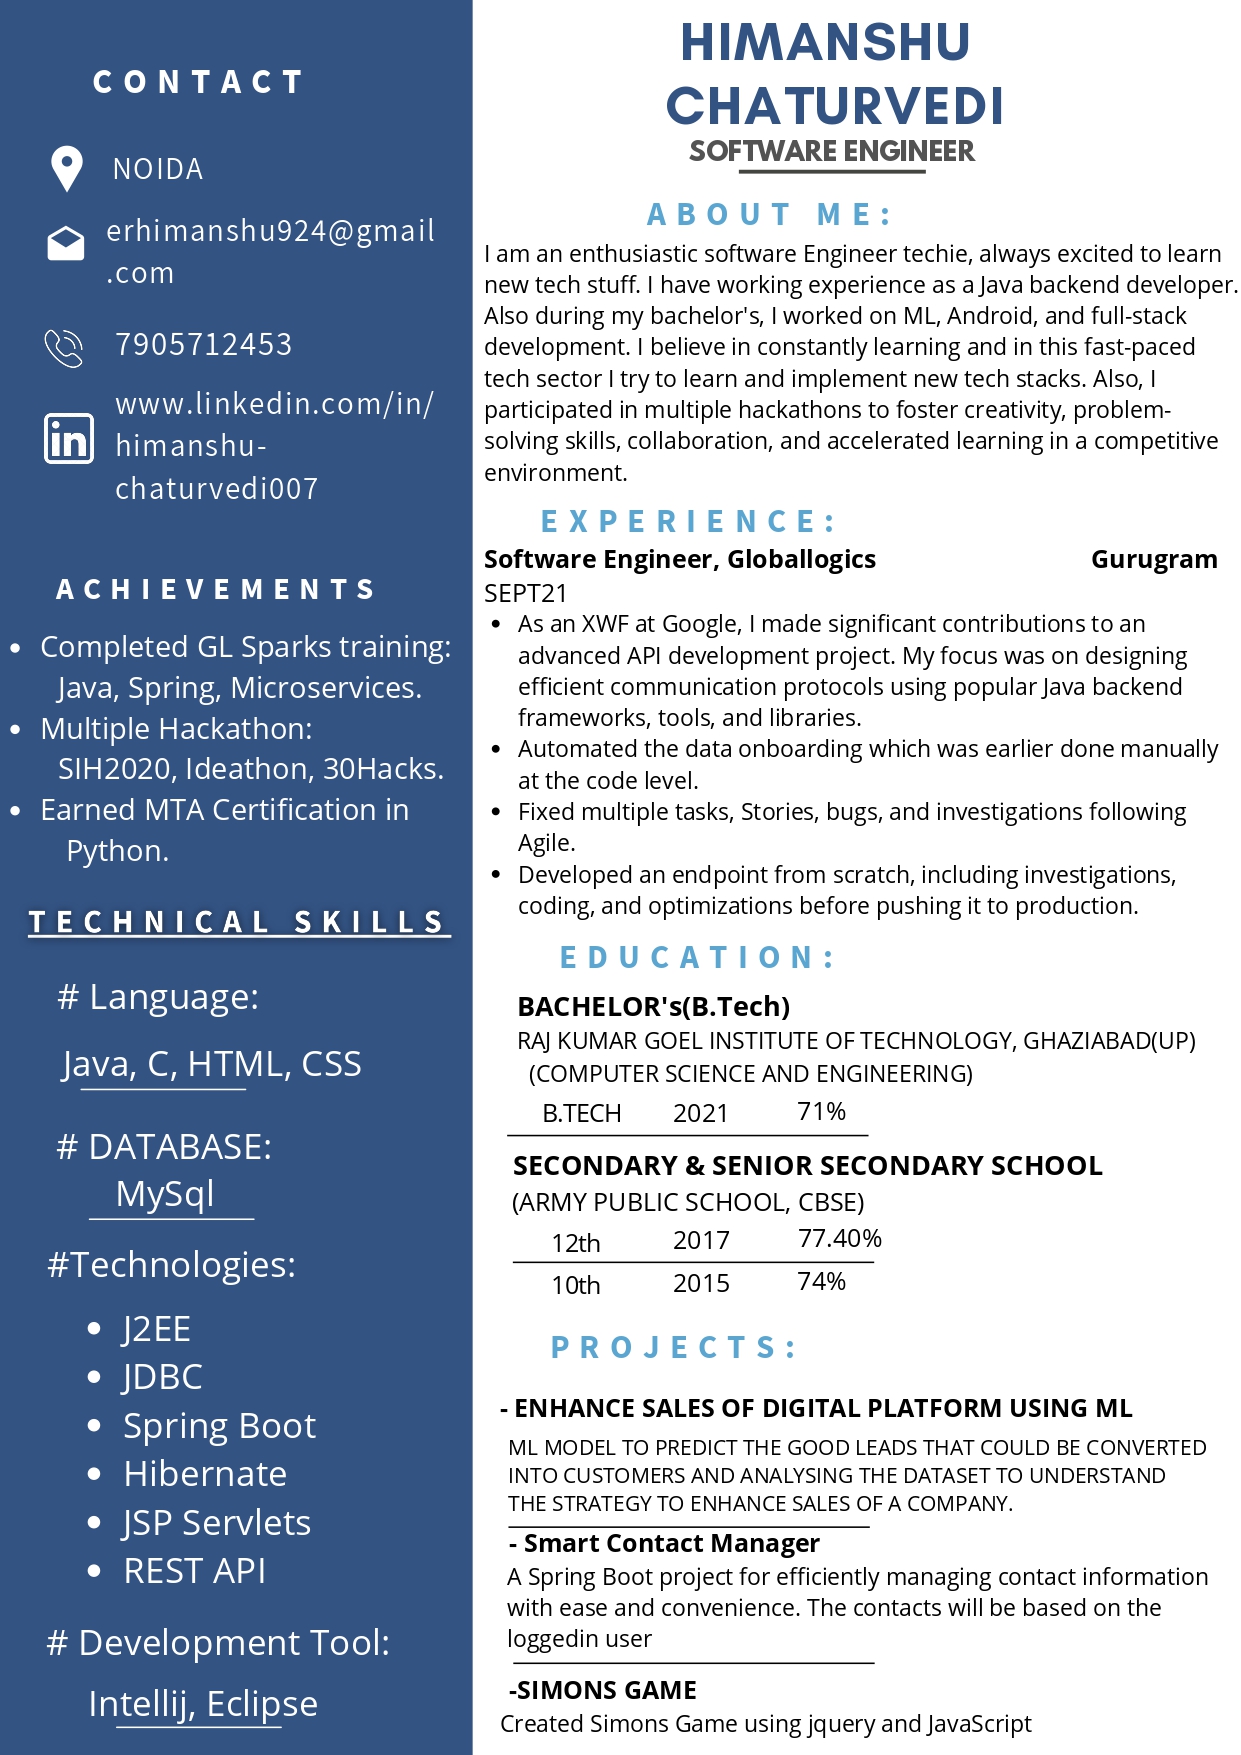 CONTACT
NOIDA
erhimanshu924@gmail
.com
7905712453
www.linkedin.com/in/
himanshu-
chaturvedi007
ACHIEVEMENTS
• Completed GL Sparks training:
Java, Spring, Microservices.
• Multiple Hackathon:
SIH2020, Ideathon, 30Hacks.
• Earned MTA Certification in
Python.
TECHNICAL SKILLS
# Language:
Java, C, HTML, CSS
# DATABASE:
MySql
#Technologies:
• J2EE
• JDBC
• Spring Boot
• Hibernate
• JSP Servlets
• REST API
# Development Tool:
Intellij, Eclipse
HIMANSHU
CHATURVEDI
SOFTWARE ENGINEER
ABOUT ME:
I am an enthusiastic software Engineer techie, always excited to learn
new tech stuff. I have working experience as a Java backend developer.
Also during my bachelor's, I worked on ML, Android, and full-stack
development. I believe in constantly learning and in this fast-paced
tech sector I try to learn and implement new tech stacks. Also, I
participated in multiple hackathons to foster creativity, problem-
solving skills, collaboration, and accelerated learning in a competitive
environment.
EXPERIENCE:
Software Engineer, Globallogics Gurugram
SEPT21
• As an XWF at Google, I made significant contributions to an
advanced API development project. My focus was on designing
efficient communication protocols using popular Java backend
frameworks, tools, and libraries.
• Automated the data onboarding which was earlier done manually
at the code level.
• Fixed multiple tasks, Stories, bugs, and investigations following
Agile.
• Developed an endpoint from scratch, including investigations,
coding, and optimizations before pushing it to production.
EDUCATION:
BACHELOR's(B.Tech)
RAJ KUMAR GOEL INSTITUTE OF TECHNOLOGY, GHAZIABAD(UP)
(COMPUTER SCIENCE AND ENGINEERING)
B.TECH 2021 71%
SECONDARY & SENIOR SECONDARY SCHOOL
(ARMY PUBLIC SCHOOL, CBSE)
12th 2017 77.40%
10th 2015 74%
PROJECTS:
- ENHANCE SALES OF DIGITAL PLATFORM USING ML
ML MODEL TO PREDICT THE GOOD LEADS THAT COULD BE CONVERTED
INTO CUSTOMERS AND ANALYSING THE DATASET TO UNDERSTAND
THE STRATEGY TO ENHANCE SALES OF A COMPANY.
- Smart Contact Manager
A Spring Boot project for efficiently managing contact information
with ease and convenience. The contacts will be based on the
loggedin user
-SIMONS GAME
Created Simons Game using jquery and JavaScript